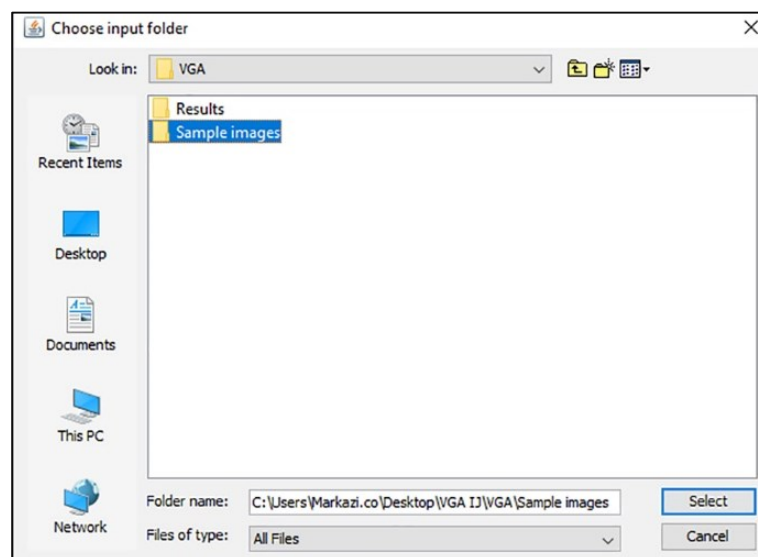 Choose input folder
Look in:
VGA
Results
Sample images
Recent Items
Desktop
Documents
This PC
Network
Folder name:
C:\Users\Markazi.co\Desktop\VGA IJ\VGA\Sample images
Select
Files of type:
All Files
Cancel